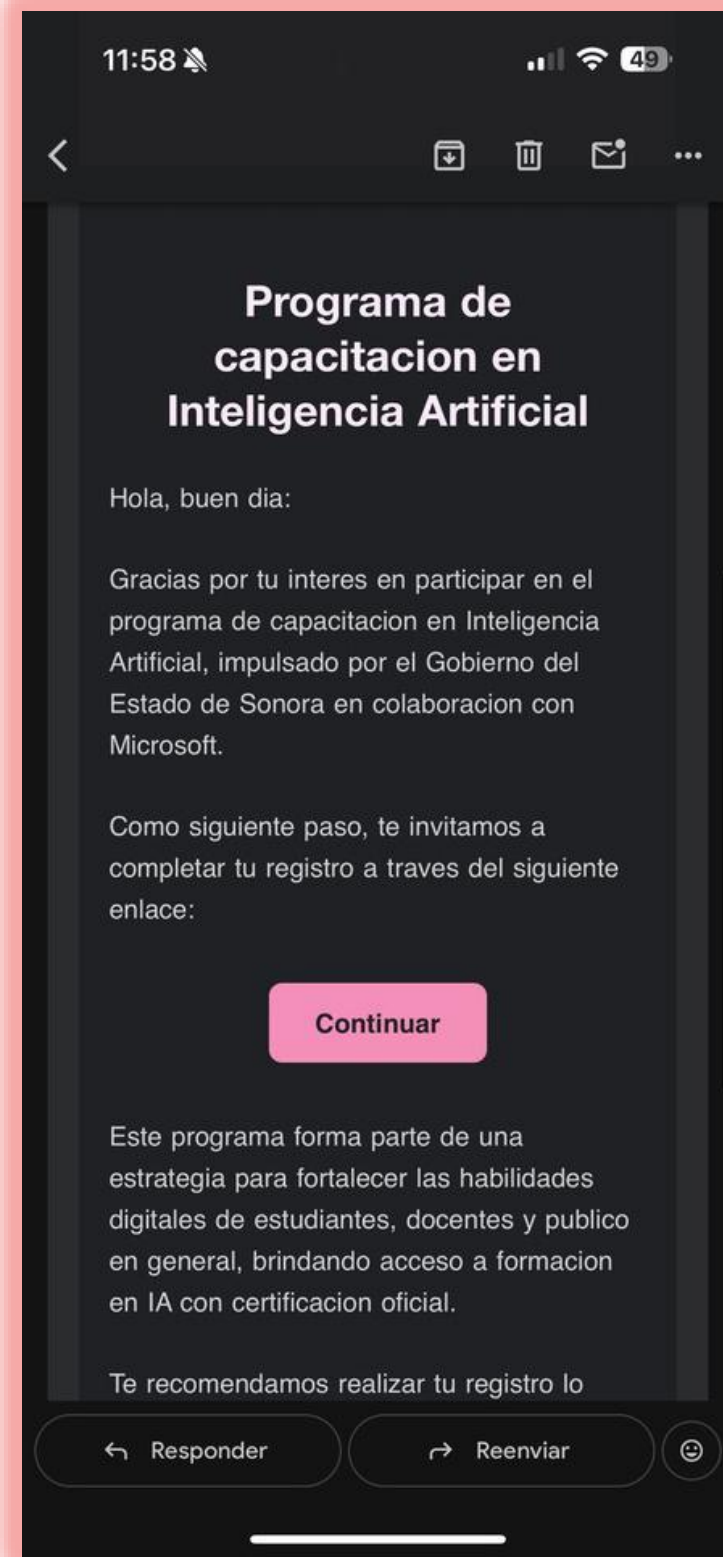 11:58
49
Programa de
capacitacion en
Inteligencia Artificial
Hola, buen dia:
Gracias por tu interes en participar en el
programa de capacitacion en Inteligencia
Artificial, impulsado por el Gobierno del
Estado de Sonora en colaboracion con
Microsoft.
Como siguiente paso, te invitamos a
completar tu registro a traves del siguiente
enlace:
Continuar
Este programa forma parte de una
estrategia para fortalecer las habilidades
digitales de estudiantes, docentes y publico
en general, brindando acceso a formacion
en IA con certificacion oficial.
Te recomendamos realizar tu registro lo
Responder
Reenviar